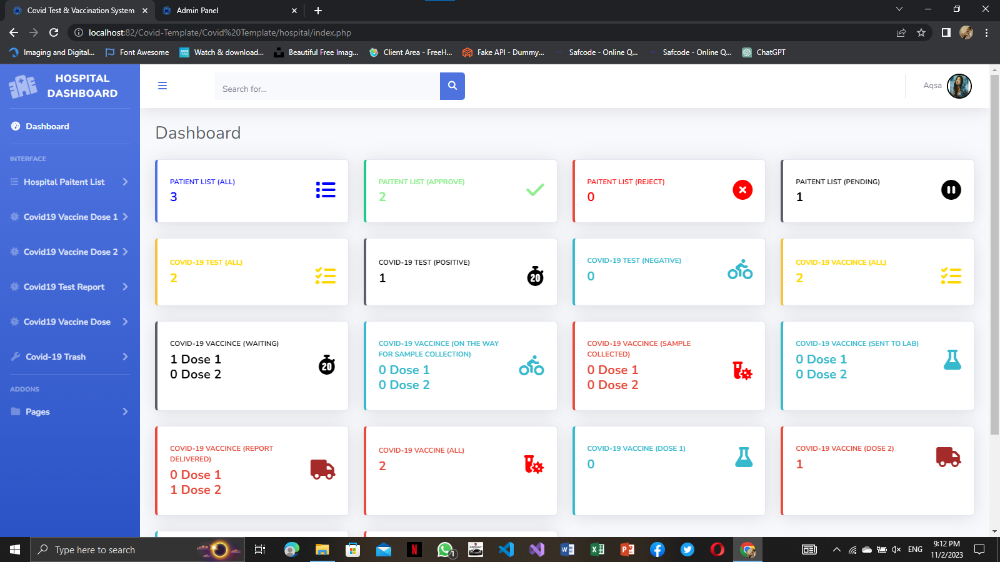 Covid Test & Vaccination System
Admin Panel
localhost:82/Covid-Template/Covid%20Template/hospital/index.php
Imaging and Digital...
Font Awesome
Watch & download...
Beautiful Free Imag...
Client Area - FreeH...
Fake API - Dummy...
Safcode - Online Q...
Safcode - Online Q...
ChatGPT
HOSPITAL
DASHBOARD
Search for...
Aqsa
Dashboard
INTERFACE
Hospital Paitent List
Covid19 Vaccine Dose 1
Covid19 Vaccine Dose 2
Covid19 Test Report
Covid19 Vaccine Dose
Covid-19 Trash
ADDONS
Pages
Dashboard
PATIENT LIST (ALL)
3
PAITENT LIST (APPROVE)
2
PAITENT LIST (REJECT)
0
PAITENT LIST (PENDING)
1
COVID-19 TEST (ALL)
2
COVID-19 TEST (POSITIVE)
1
20
COVID-19 TEST (NEGATIVE)
0
COVID-19 VACCINCE (ALL)
2
COVID-19 VACCINCE (WAITING)
1 Dose 1
0 Dose 2
20
COVID-19 VACCINCE (ON THE WAY
FOR SAMPLE COLLECTION)
0 Dose 1
0 Dose 2
COVID-19 VACCINCE (SAMPLE
COLLECTED)
0 Dose 1
0 Dose 2
COVID-19 VACCINCE (SENT TO LAB)
0 Dose 1
0 Dose 2
COVID-19 VACCINCE (REPORT
DELIVERED)
0 Dose 1
1 Dose 2
COVID-19 VACCINE (ALL)
2
COVID-19 VACCINE (DOSE 1)
0
COVID-19 VACCINE (DOSE 2)
1
Type here to search
1
ENG
9:12 PM
11/2/2023